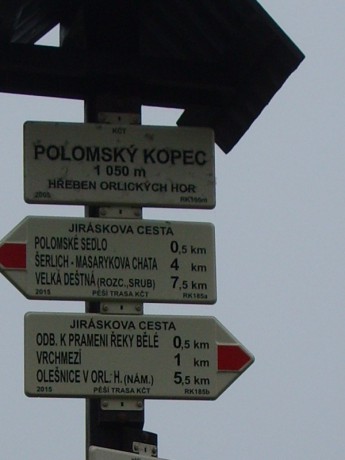 KČT
POLOMSKÝ KOPEC
1 050 m
HŘEBEN ORLICKÝCH HOR
JIRÁSKOVA CESTA
POLOMSKÉ SEDLO 0,5 km
ŠERLICH - MASARYKOVA CHATA 4 km
VELKÁ DEŠTNÁ (ROZC., SRUB) 7,5 km
2015 PĚŠÍ TRASA KČT RK185a
JIRÁSKOVA CESTA
ODB. K PRAMENI ŘEKY BĚLÉ 0,5 km
VRCHMEZÍ 1 km
OLEŠNICE V ORL. H. (NÁM.) 5,5 km
2015 PĚŠÍ TRASA KČT RK185b